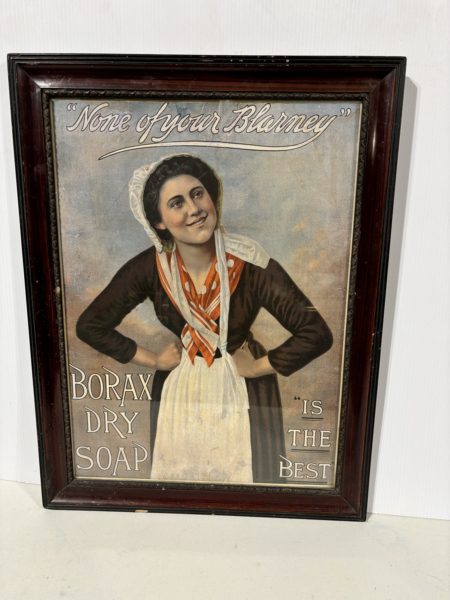 "None of your Blarney"
BORAX
DRY
SOAP
"IS
THE
BEST